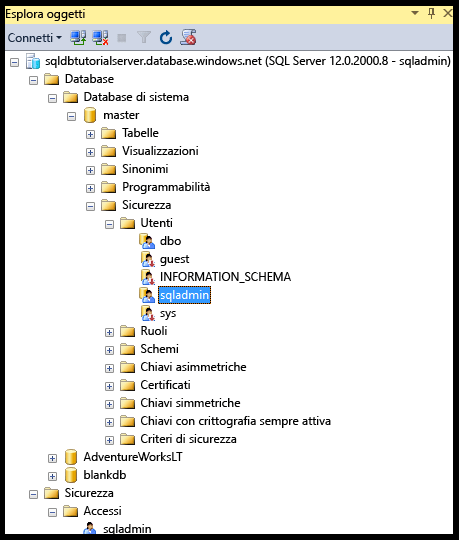 Esplora oggetti
Connetti
sqldbtutorialserver.database.windows.net (SQL Server 12.0.2000.8 - sqladmin)
Database
Database di sistema
master
Tabelle
Visualizzazioni
Sinonimi
Programmabilità
Sicurezza
Utenti
dbo
guest
INFORMATION_SCHEMA
sqladmin
sys
Ruoli
Schemi
Chiavi asimmetriche
Certificati
Chiavi simmetriche
Chiavi con crittografia sempre attiva
Criteri di sicurezza
AdventureWorksLT
blankdb
Sicurezza
Accessi
sqladmin